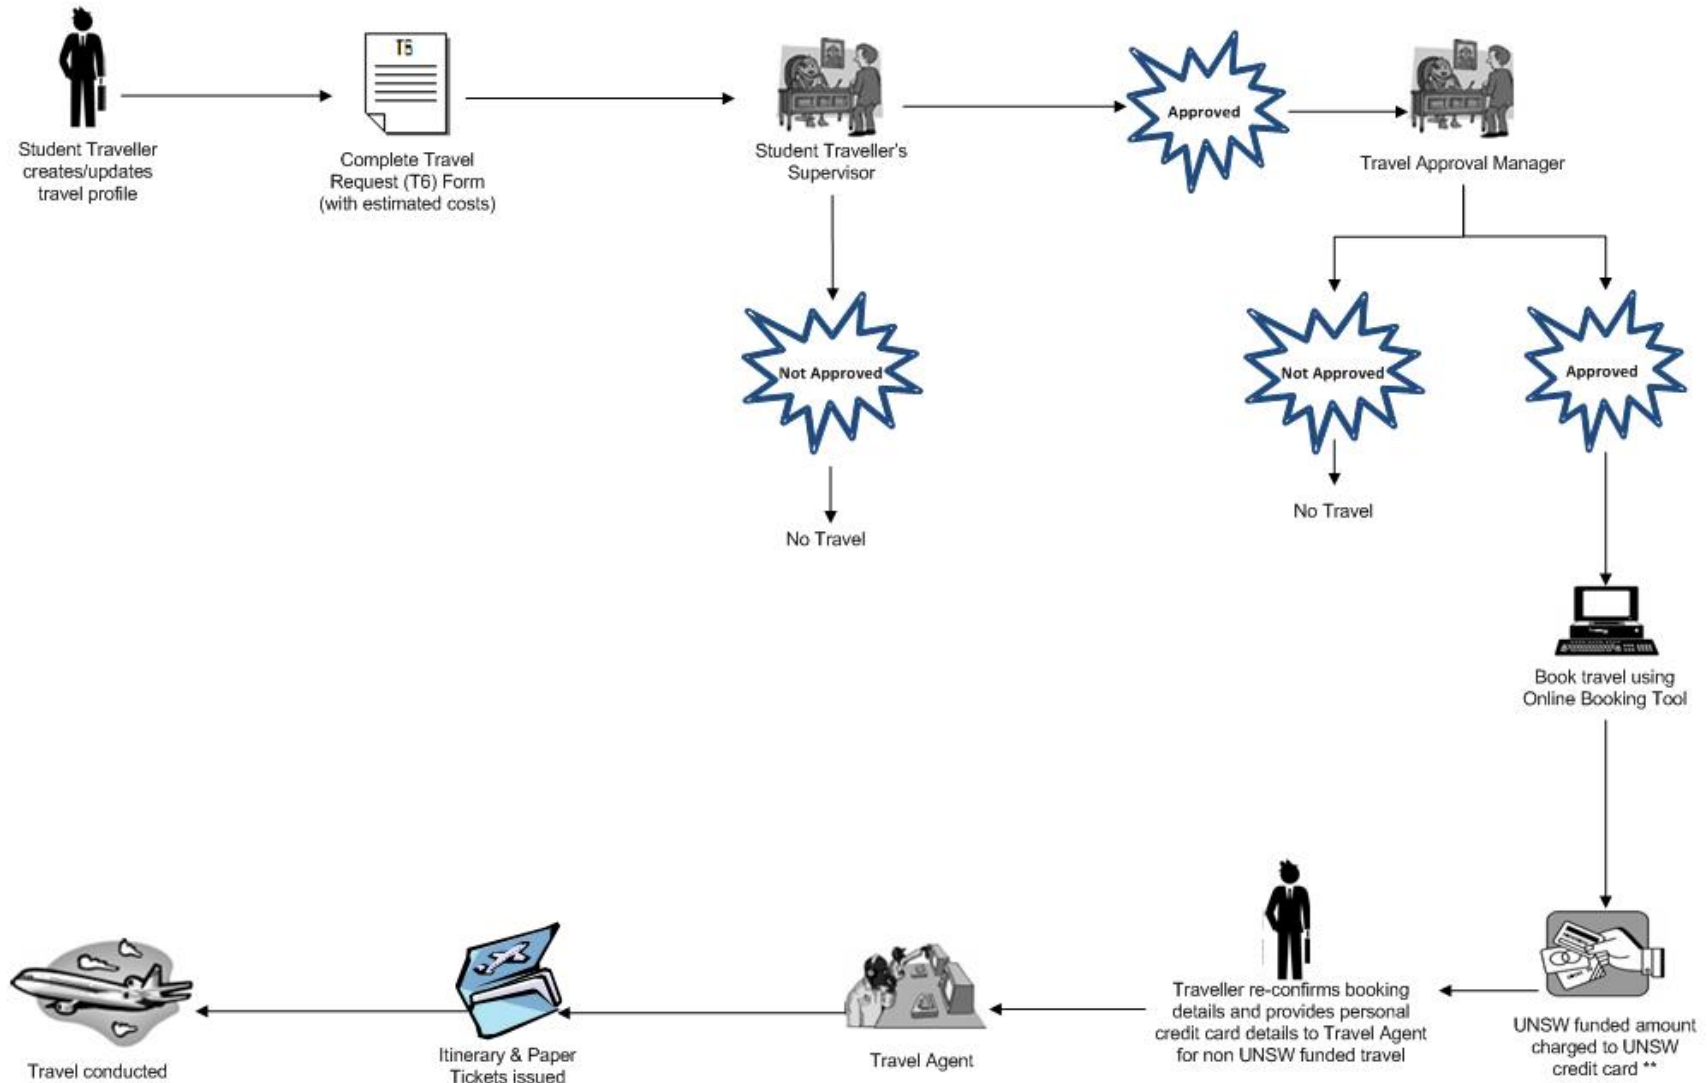 T6
Student Traveller
creates/updates
travel profile
Complete Travel
Request (T6) Form
(with estimated costs)
Student Traveller's
Supervisor
Approved
Travel Approval Manager
Not Approved
Not Approved
Approved
No Travel
No Travel
Book travel using
Online Booking Tool
UNSW funded amount
charged to UNSW
credit card **
Traveller re-confirms booking
details and provides personal
credit card details to Travel Agent
for non UNSW funded travel
Travel Agent
Itinerary & Paper
Tickets issued
Travel conducted